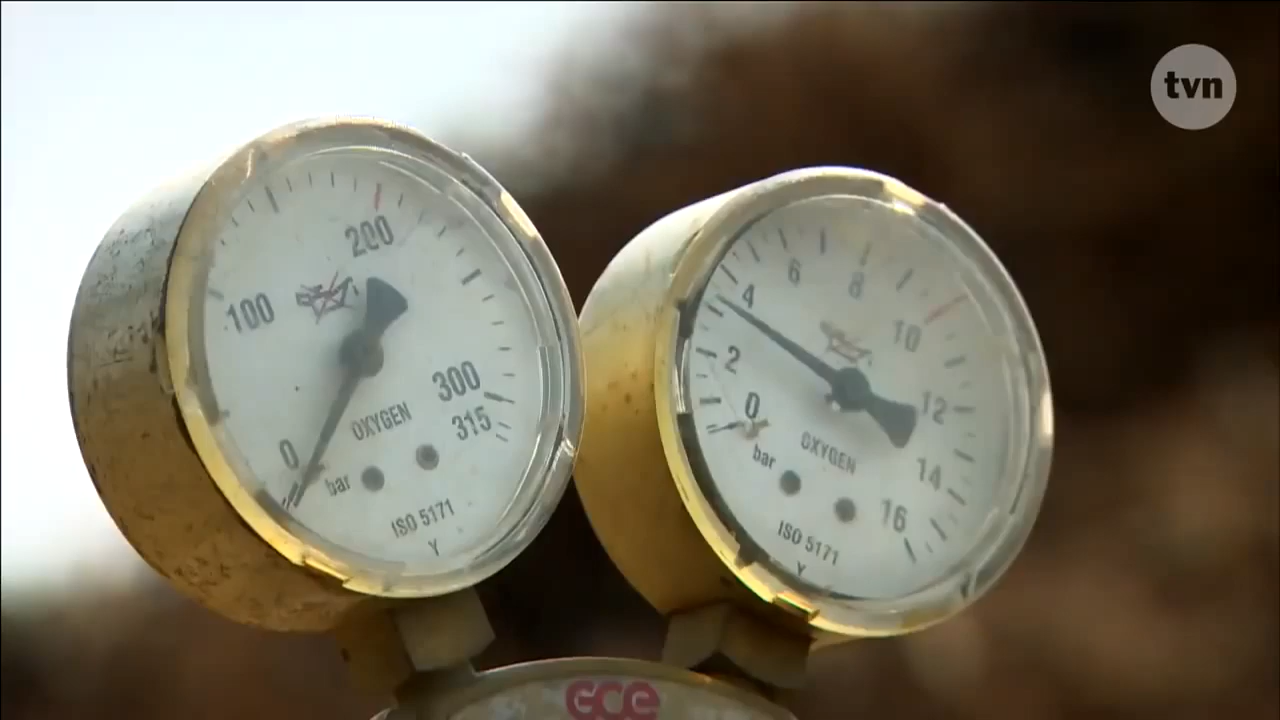 tvn
200
100
300
315
0
OXYGEN
bar
ISO 5171
Y
6
8
4
10
2
0
12
OXYGEN
bar
14
16
ISO 5171
Y
GCE